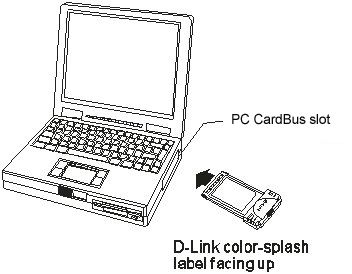 PC CardBus slot
D-Link color-splash
label facing up